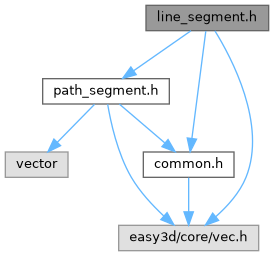 line_segment.h
path_segment.h
vector
common.h
easy3d/core/vec.h